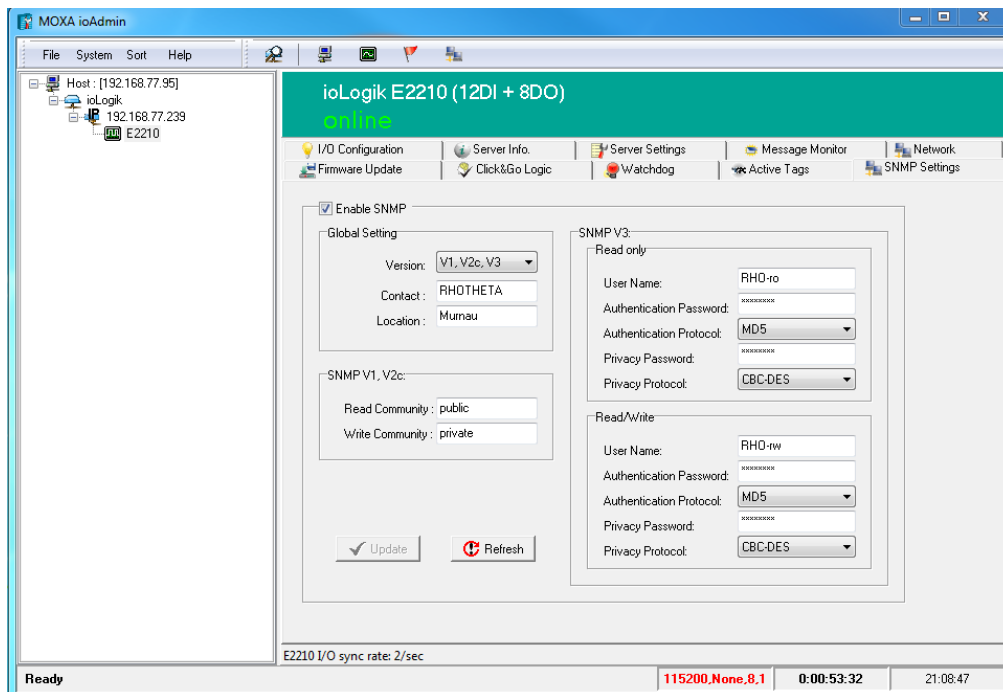 MOXA ioAdmin
File System Sort Help
Host : [192.168.77.95]
ioLogik
192.168.77.239
E2210
ioLogik E2210 (12DI + 8DO)
online
I/O Configuration Server Info. Server Settings Message Monitor Network
Firmware Update Click&Go Logic Watchdog Active Tags SNMP Settings
Enable SNMP
Global Setting
Version: V1, V2c, V3
Contact : RHOTHETA
Location : Murnau
SNMP V1, V2c:
Read Community : public
Write Community : private
Update Refresh
SNMP V3:
Read only
User Name: RHO-ro
Authentication Password: ********
Authentication Protocol: MD5
Privacy Password: ********
Privacy Protocol: CBC-DES
Read/Write
User Name: RHO-rw
Authentication Password: ********
Authentication Protocol: MD5
Privacy Password: ********
Privacy Protocol: CBC-DES
E2210 I/O sync rate: 2/sec
Ready 115200,None,8,1 0:00:53:32 21:08:47